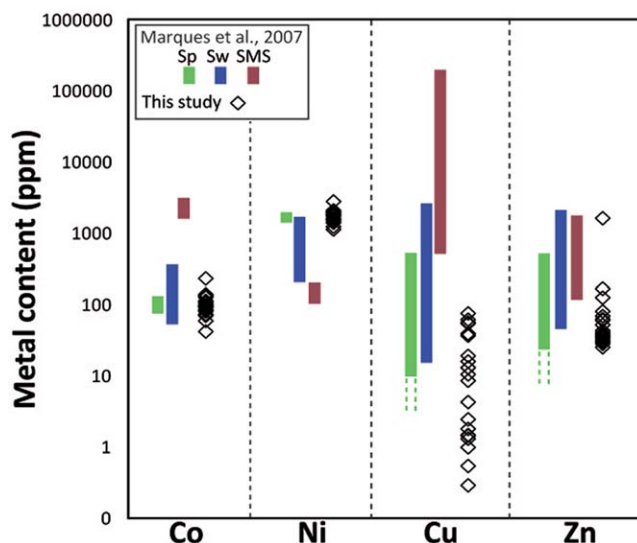 Metal content (ppm)
1000000
100000
10000
1000
100
10
1
0
Marques et al., 2007
Sp Sw SMS
This study
Co Ni Cu Zn